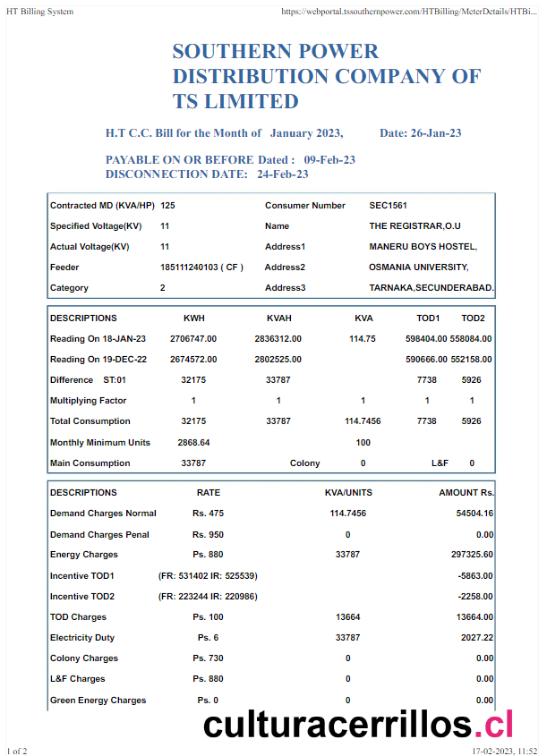 HT Billing System https://webportal.tssouthernpower.com/HTBilling/MeterDetails/HTBi...
SOUTHERN POWER
DISTRIBUTION COMPANY OF
TS LIMITED
H.T C.C. Bill for the Month of January 2023, Date: 26-Jan-23
PAYABLE ON OR BEFORE Dated : 09-Feb-23
DISCONNECTION DATE: 24-Feb-23
Contracted MD (KVA/HP) 125 Consumer Number SEC1561
Specified Voltage(KV) 11 Name THE REGISTRAR,O.U
Actual Voltage(KV) 11 Address1 MANERU BOYS HOSTEL,
Feeder 185111240103 ( CF ) Address2 OSMANIA UNIVERSITY,
Category 2 Address3 TARNAKA,SECUNDERABAD.
DESCRIPTIONS KWH KVAH KVA TOD1 TOD2
Reading On 18-JAN-23 2706747.00 2836312.00 114.75 598404.00 558084.00
Reading On 19-DEC-22 2674572.00 2802525.00 590666.00 552158.00
Difference ST:01 32175 33787 7738 5926
Multiplying Factor 1 1 1 1 1
Total Consumption 32175 33787 114.7456 7738 5926
Monthly Minimum Units 2868.64 100
Main Consumption 33787 Colony 0 L&F 0
DESCRIPTIONS RATE KVA/UNITS AMOUNT Rs.
Demand Charges Normal Rs. 475 114.7456 54504.16
Demand Charges Penal Rs. 950 0 0.00
Energy Charges Ps. 880 33787 297325.60
Incentive TOD1 (FR: 531402 IR: 525539) -5863.00
Incentive TOD2 (FR: 223244 IR: 220986) -2258.00
TOD Charges Ps. 100 13664 13664.00
Electricity Duty Ps. 6 33787 2027.22
Colony Charges Ps. 730 0 0.00
L&F Charges Ps. 880 0 0.00
Green Energy Charges Ps. 0 0 0.00
culturacerrillos.cl
1 of 2 17-02-2023, 11:52